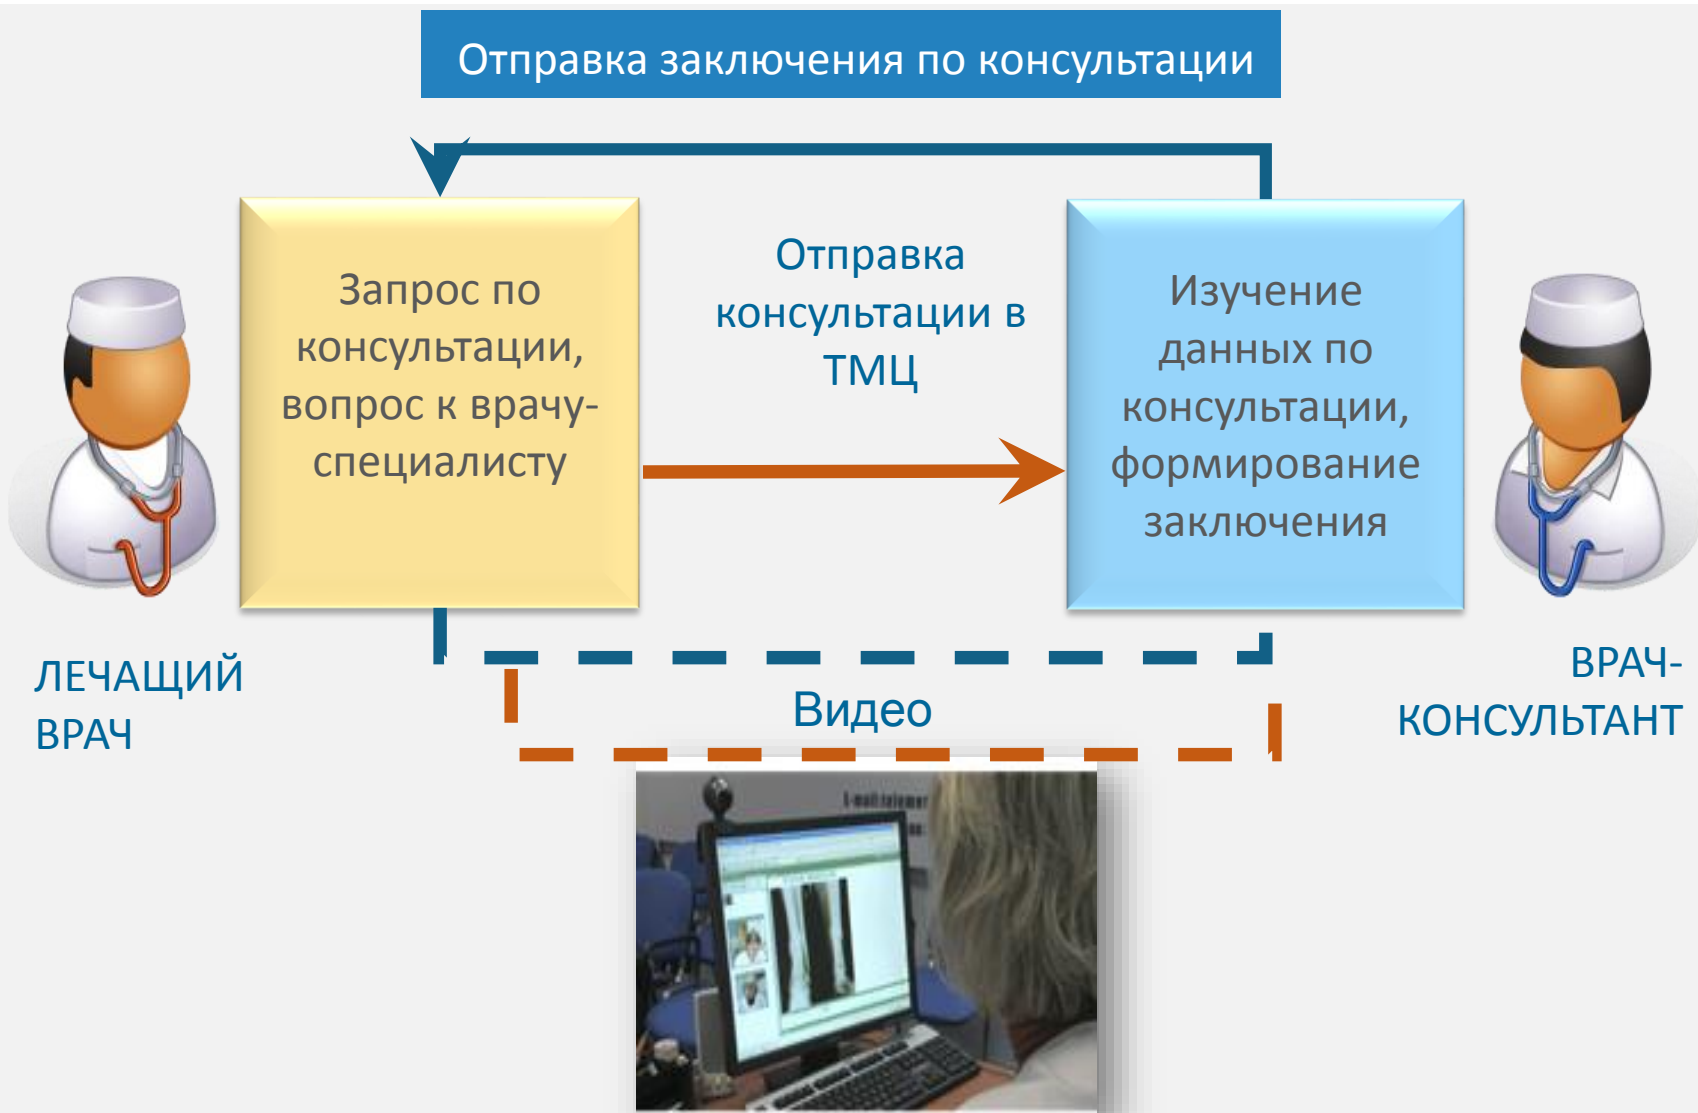 Отправка заключения по консультации
Запрос по
консультации,
вопрос к врачу-
специалисту
Отправка
консультации в
ТМЦ
Изучение
данных по
консультации,
формирование
заключения
ЛЕЧАЩИЙ
ВРАЧ
Видео
ВРАЧ-
КОНСУЛЬТАНТ